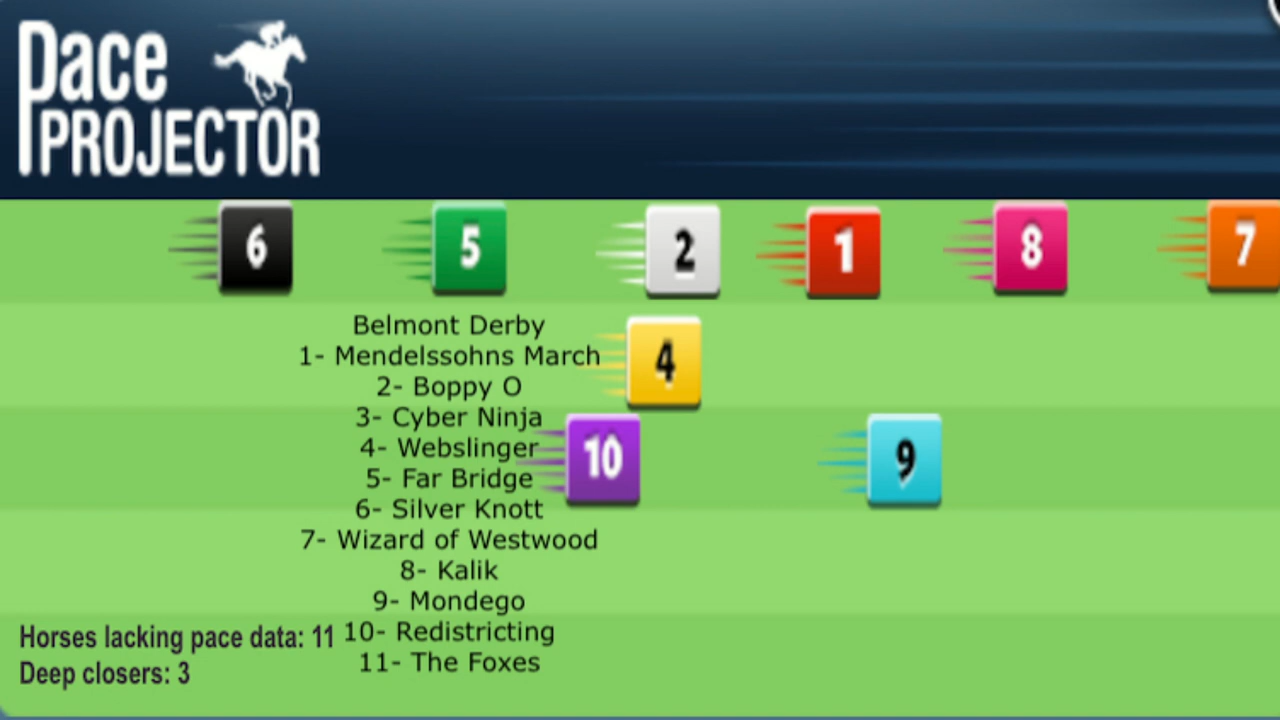 Pace
PROJECTOR
6 5 2 1 8 7
Belmont Derby
1- Mendelssohns March
4
2- Boppy O
3- Cyber Ninja
4- Webslinger
10 9
5- Far Bridge
6- Silver Knott
7- Wizard of Westwood
8- Kalik
9- Mondego
Horses lacking pace data: 11
10- Redistricting
11- The Foxes
Deep closers: 3